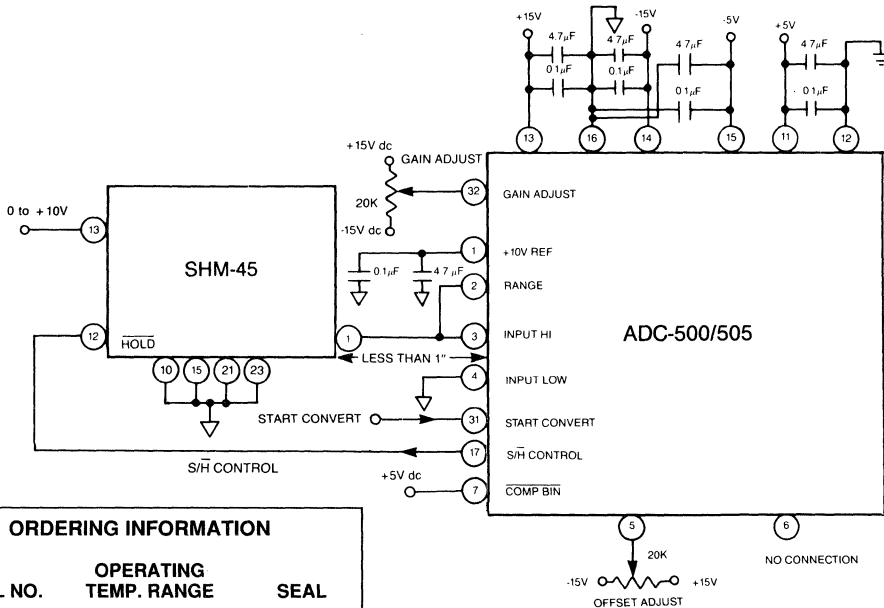 +15V
-15V
-5V
+5V
4.7µF
4 7µF
4 7µF
4 7µF
0 1µF
0.1µF
0 1µF
0 1µF
13
16
14
15
11
12
+15V dc
GAIN ADJUST
20K
-15V dc
32
GAIN ADJUST
0 to +10V
13
SHM-45
0 1µF
4 7µF
1
+10V REF
2
RANGE
ADC-500/505
12
HOLD
1
3
INPUT HI
LESS THAN 1"
10
15
21
23
4
INPUT LOW
START CONVERT
31
START CONVERT
S/H CONTROL
17
S/H CONTROL
+5V dc
7
COMP BIN
5
6
20K
NO CONNECTION
-15V
+15V
OFFSET ADJUST
ORDERING INFORMATION
OPERATING
L NO.
TEMP. RANGE
SEAL